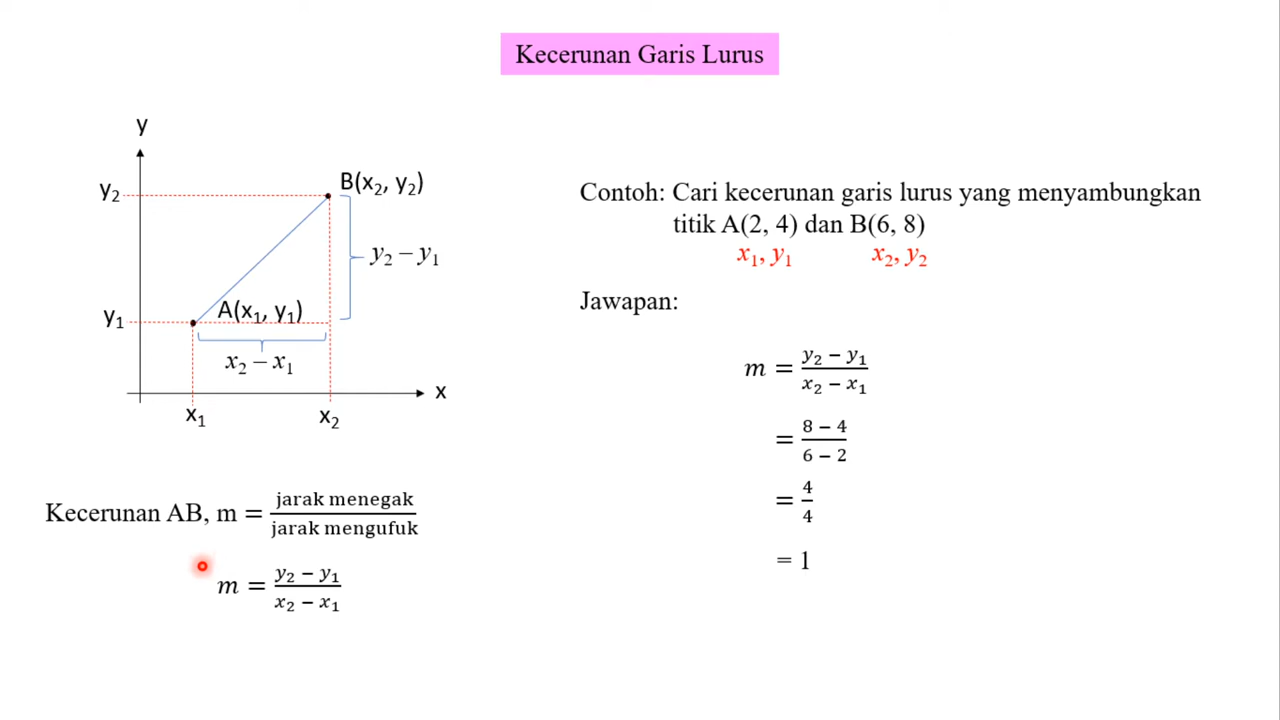 Kecerunan Garis Lurus
y
y₂
B(x₂, y₂)
y₂ – y₁
y₁
A(x₁, y₁)
x₂ – x₁
x
x₁
x₂
Kecerunan AB, m = jarak menegak / jarak mengufuk
m = y₂ − y₁ / x₂ − x₁
Contoh: Cari kecerunan garis lurus yang menyambungkan
titik A(2, 4) dan B(6, 8)
x₁, y₁ x₂, y₂
Jawapan:
m = y₂ − y₁ / x₂ − x₁
= 8 − 4 / 6 − 2
= 4 / 4
= 1